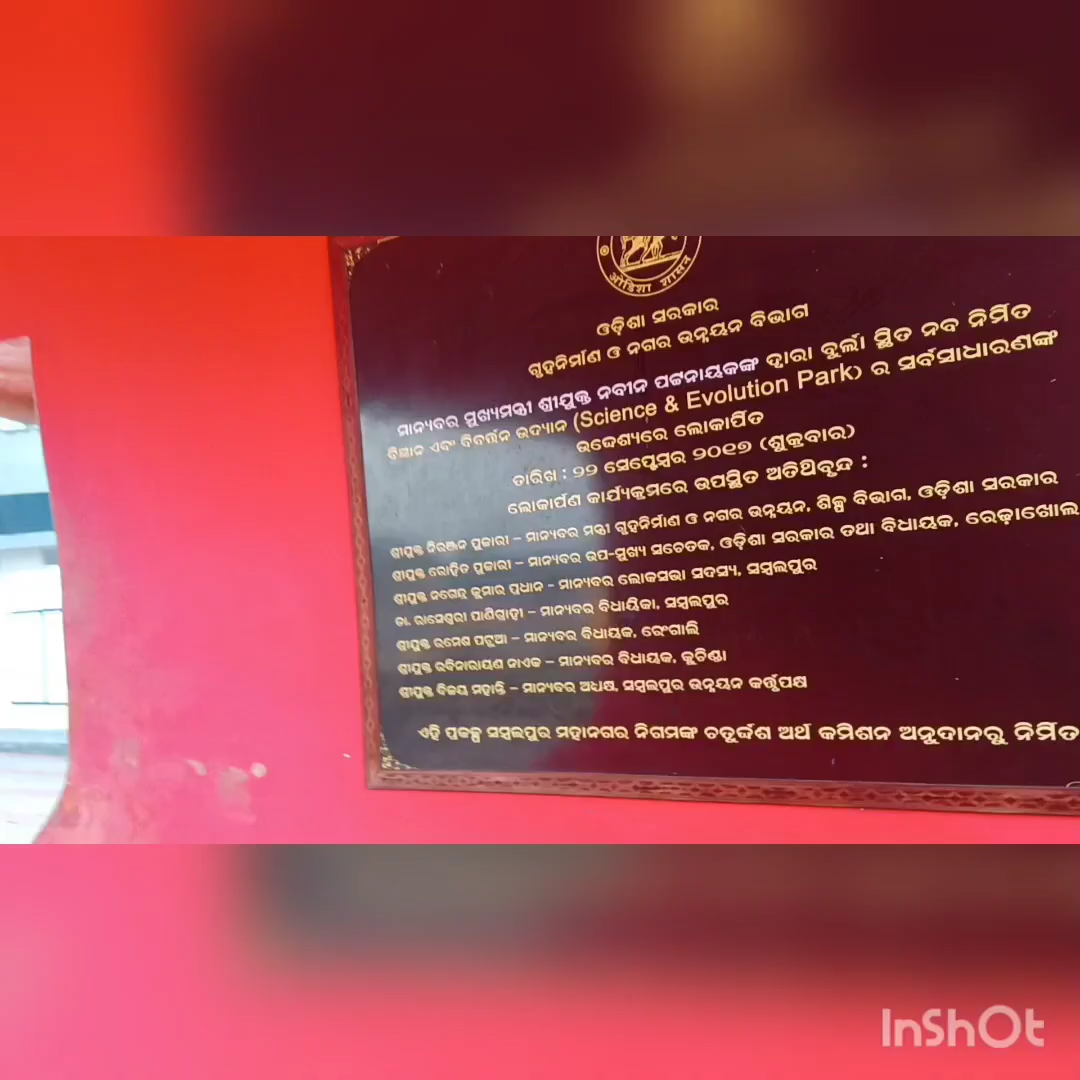 ଓଡ଼ିଶା ଶାସନ
ଓଡ଼ିଶା ସରକାର
ଗୃହନିର୍ମାଣ ଓ ନଗର ଉନ୍ନୟନ ବିଭାଗ
ମାନ୍ୟବର ମୁଖ୍ୟମନ୍ତ୍ରୀ ଶ୍ରୀଯୁକ୍ତ ନବୀନ ପଟ୍ଟନାୟକଙ୍କ ଦ୍ୱାରା ବୁର୍ଲା ସ୍ଥିତ ନବ ନିର୍ମିତ
ବିଜ୍ଞାନ ଏବଂ ବିବର୍ତ୍ତନ ଉଦ୍ୟାନ (Science & Evolution Park) ର ସର୍ବସାଧାରଣଙ୍କ
ଉଦ୍ଦେଶ୍ୟରେ ଲୋକାର୍ପିତ
ତାରିଖ : ୨୨ ସେପ୍ଟେମ୍ବର ୨୦୧୭ (ଶୁକ୍ରବାର)
ଲୋକାର୍ପଣ କାର୍ଯ୍ୟକ୍ରମରେ ଉପସ୍ଥିତ ଅତିଥିବୃନ୍ଦ :
ଶ୍ରୀଯୁକ୍ତ ନିରଞ୍ଜନ ପୂଜାରୀ – ମାନ୍ୟବର ମନ୍ତ୍ରୀ ଗୃହନିର୍ମାଣ ଓ ନଗର ଉନ୍ନୟନ, ଶିଳ୍ପ ବିଭାଗ, ଓଡ଼ିଶା ସରକାର
ଶ୍ରୀଯୁକ୍ତ ରୋହିତ ପୂଜାରୀ – ମାନ୍ୟବର ଉପ-ମୁଖ୍ୟ ସଚେତକ, ଓଡ଼ିଶା ସରକାର ତଥା ବିଧାୟକ, ରେଢ଼ାଖୋଲ
ଶ୍ରୀଯୁକ୍ତ ନଗେନ୍ଦ୍ର କୁମାର ପ୍ରଧାନ – ମାନ୍ୟବର ଲୋକସଭା ସଦସ୍ୟ, ସମ୍ବଲପୁର
ଡା. ରାସେଶ୍ୱରୀ ପାଣିଗ୍ରାହୀ – ମାନ୍ୟବର ବିଧାୟିକା, ସମ୍ବଲପୁର
ଶ୍ରୀଯୁକ୍ତ ରମେଶ ପଟୁଆ – ମାନ୍ୟବର ବିଧାୟକ, ରେଂଗାଲି
ଶ୍ରୀଯୁକ୍ତ ରବିନାରାୟଣ ନାଏକ – ମାନ୍ୟବର ବିଧାୟକ, କୁଚିଣ୍ଡା
ଶ୍ରୀଯୁକ୍ତ ବିଜୟ ମହାନ୍ତି – ମାନ୍ୟବର ଅଧ୍ୟକ୍ଷ, ସମ୍ବଲପୁର ଉନ୍ନୟନ କର୍ତ୍ତୃପକ୍ଷ
ଏହି ପ୍ରକଳ୍ପ ସମ୍ବଲପୁର ମହାନଗର ନିଗମଙ୍କ ଚତୁର୍ଦ୍ଦଶ ଅର୍ଥ କମିଶନ ଅନୁଦାନରୁ ନିର୍ମିତ
InShOt